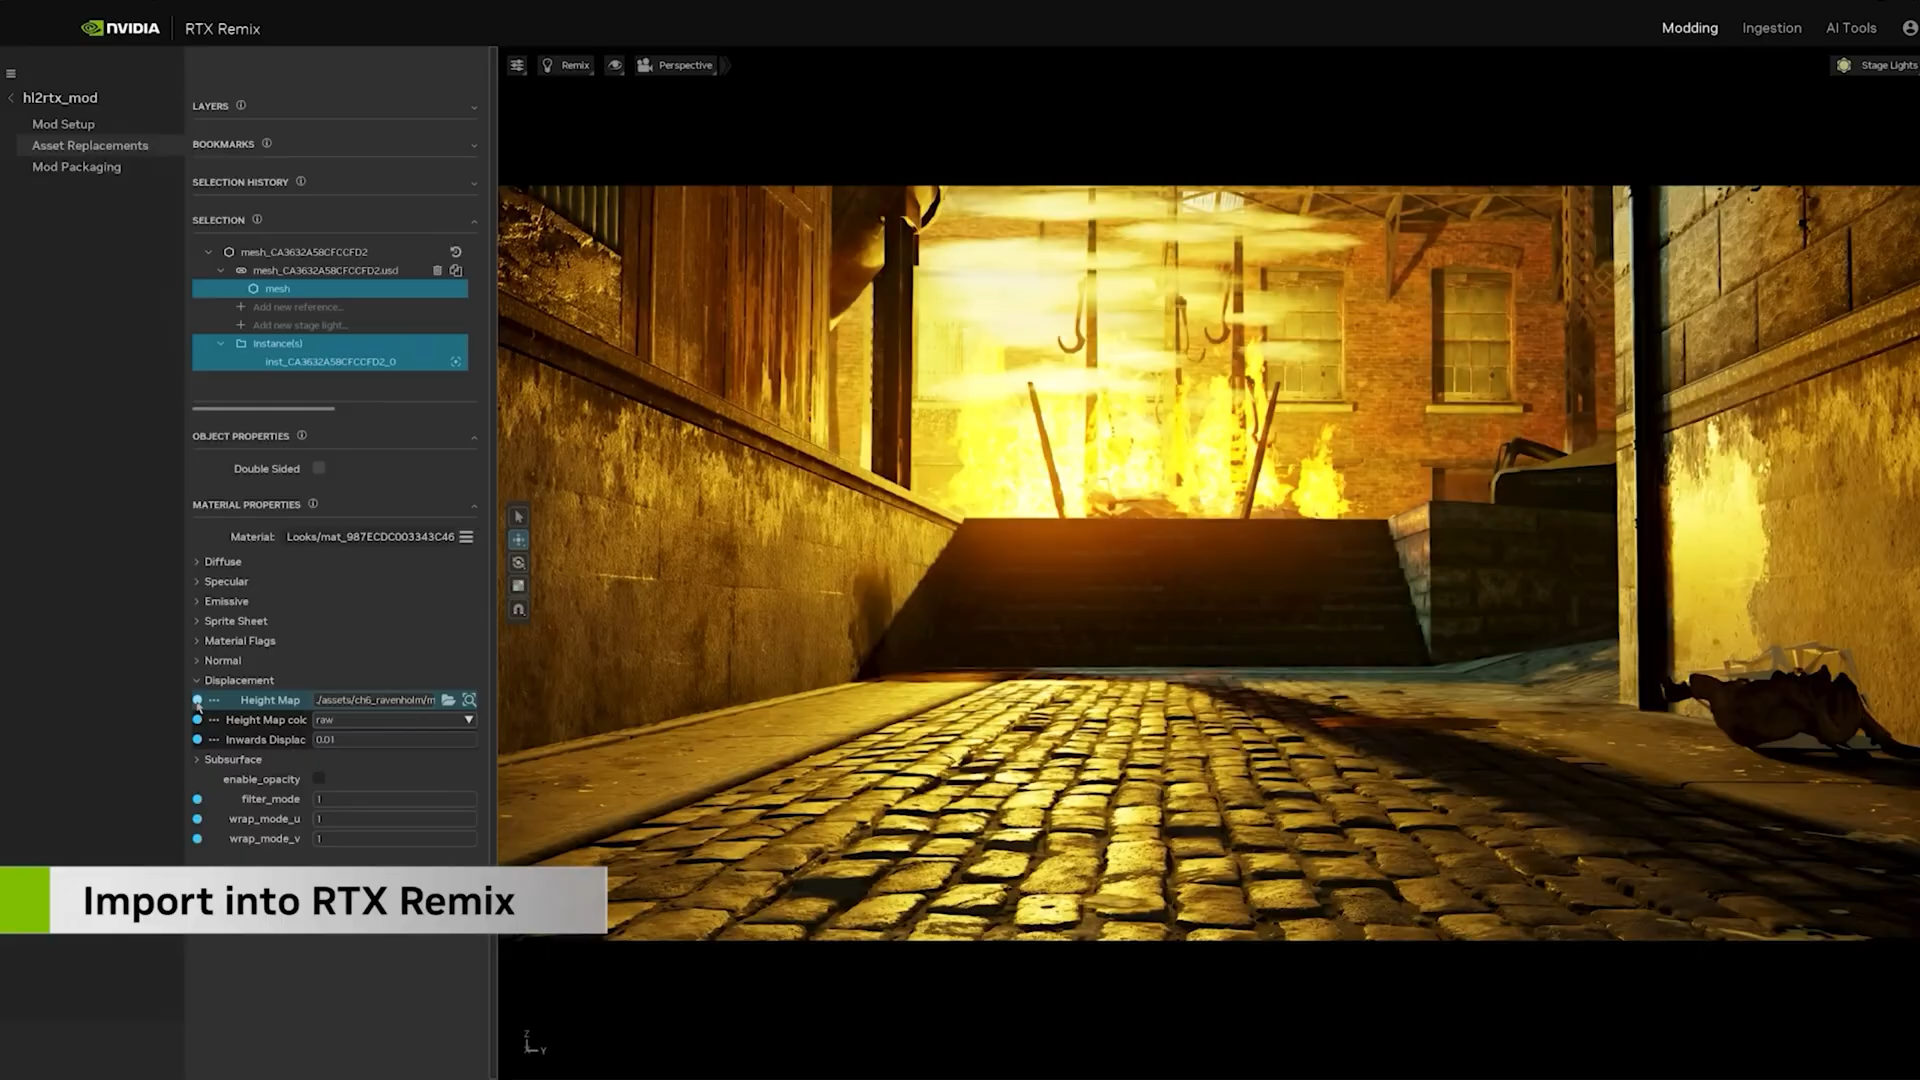 NVIDIA
RTX Remix
Modding
Ingestion
AI Tools
hl2rtx_mod
Mod Setup
Asset Replacements
Mod Packaging
LAYERS
BOOKMARKS
SELECTION HISTORY
SELECTION
mesh_CA3632A58CFCCFD2
mesh_CA3632A58CFCCFD2.usd
mesh
Add new reference...
Add new stage light...
Instance(s)
inst_CA3632A58CFCCFD2_0
OBJECT PROPERTIES
Double Sided
MATERIAL PROPERTIES
Material: Looks/mat_987ECDC003343C46
Diffuse
Specular
Emissive
Sprite Sheet
Material Flags
Normal
Displacement
Height Map ./assets/ch6_ravenholm/m
Height Map colc raw
Inwards Displac 0.01
Subsurface
enable_opacity
filter_mode 1
wrap_mode_u 1
wrap_mode_v 1
Remix
Perspective
Stage Lights
Import into RTX Remix
Z
Y